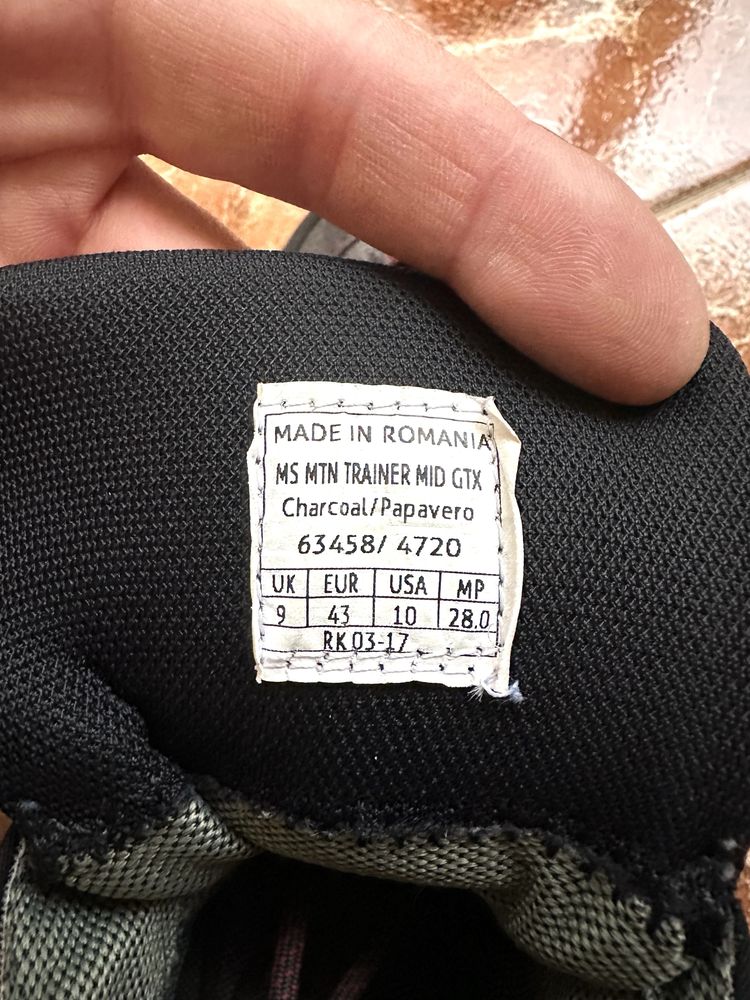 MADE IN ROMANIA
MS MTN TRAINER MID GTX
Charcoal/Papavero
63458/ 4720
UK EUR USA MP
9 43 10 28.0
RK 03-17